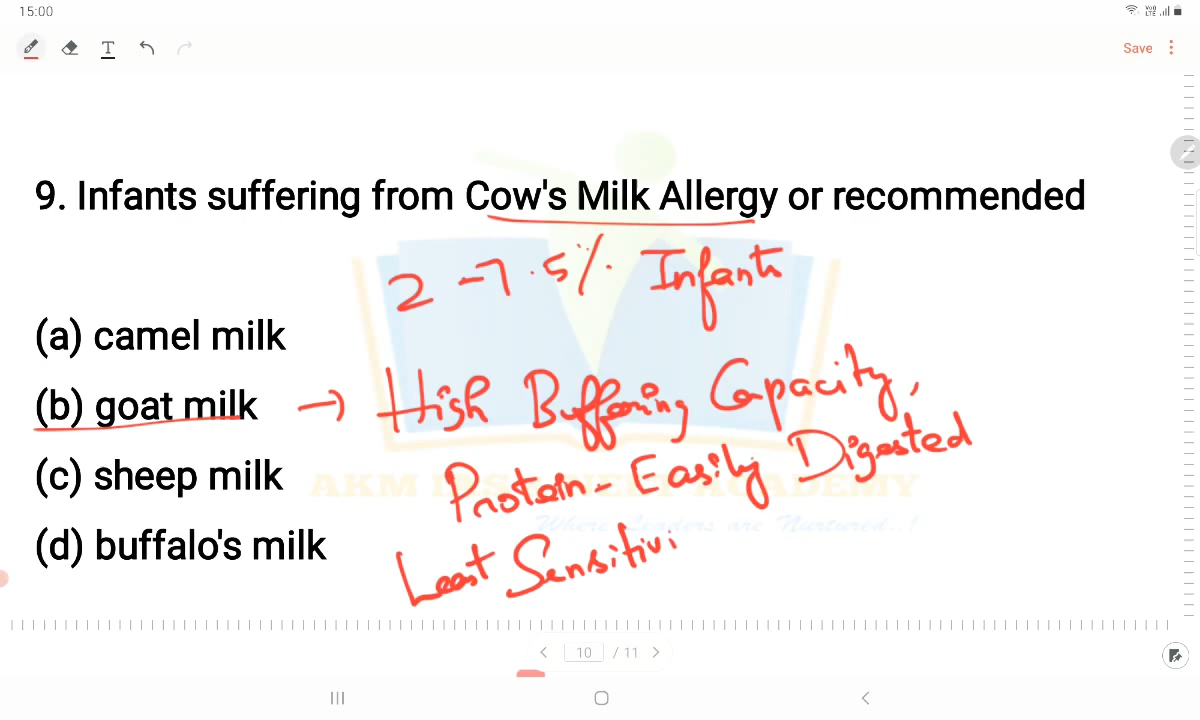 15:00
T
Save
9. Infants suffering from Cow's Milk Allergy or recommended
2-7.5% Infants
(a) camel milk
(b) goat milk → High Buffering Capacity,
(c) sheep milk
Protein - Easily Digested
(d) buffalo's milk
Least Sensitivi
Where Leaders are Nurtured..!
10 / 11